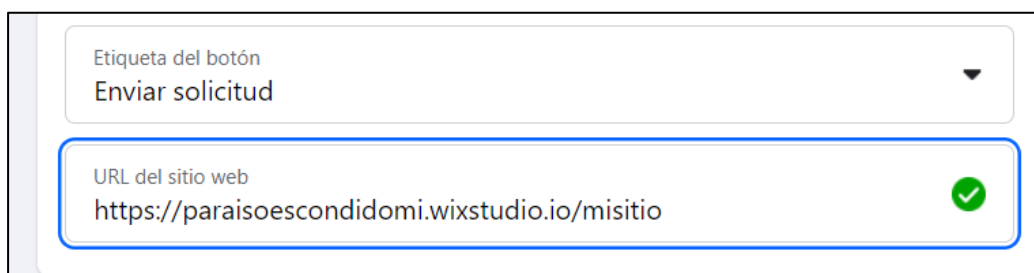 Etiqueta del botón
Enviar solicitud
URL del sitio web
https://paraisoescondidomi.wixstudio.io/misitio